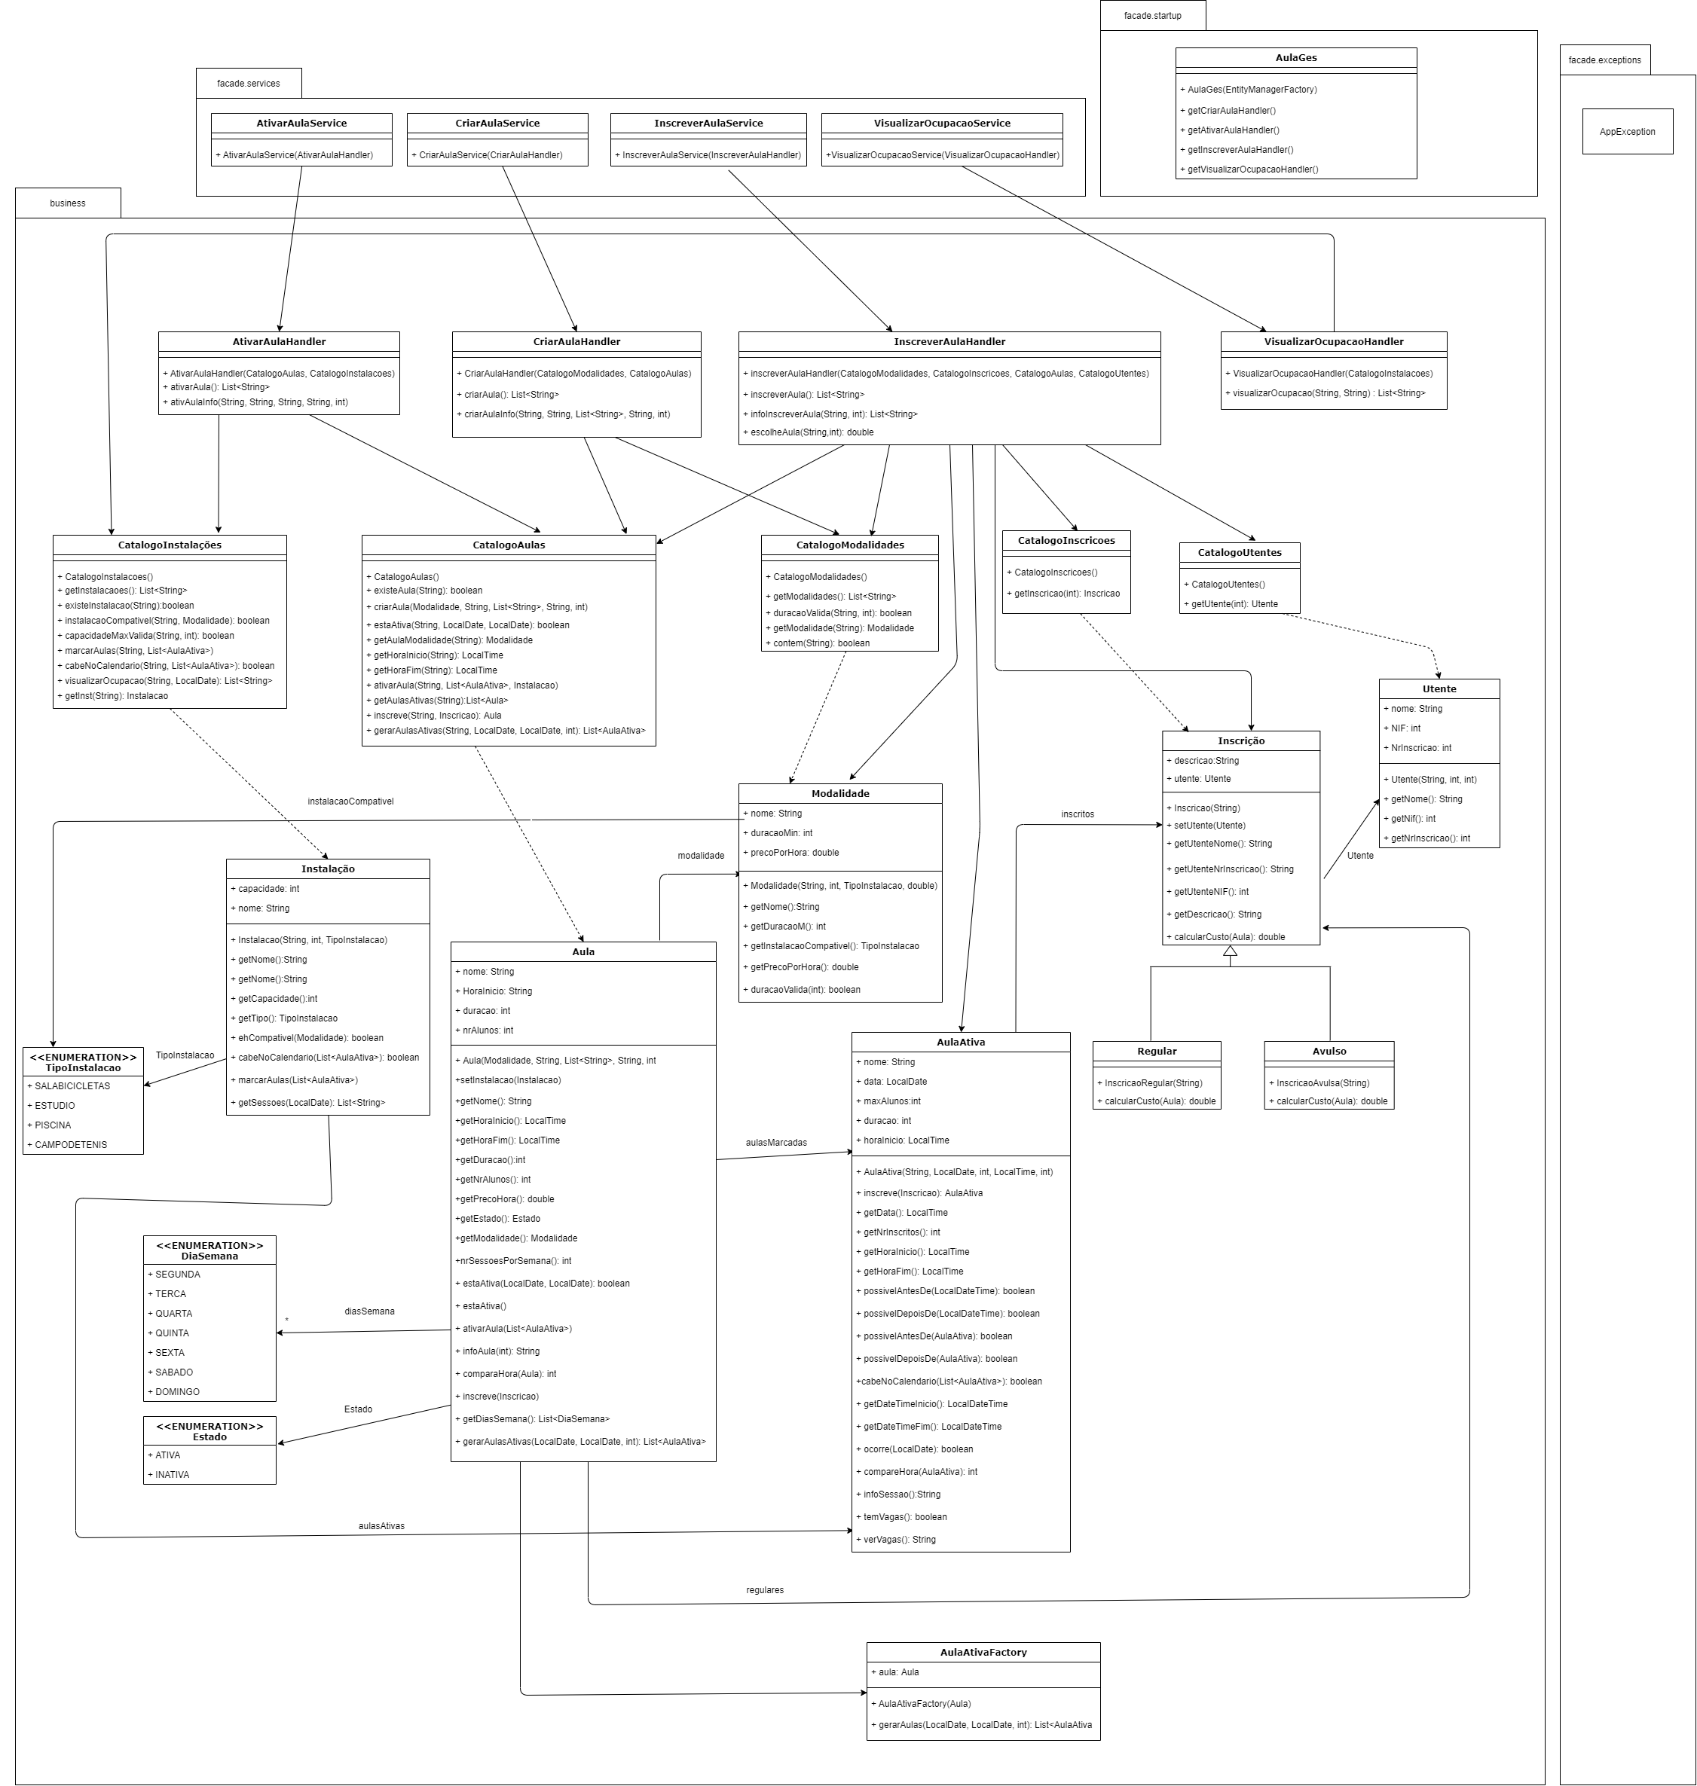 facade.startup
AulaGes
+ AulaGes(EntityManagerFactory)
+ getCriarAulaHandler()
+ getAtivarAulaHandler()
+ getInscreverAulaHandler()
+ getVisualizarOcupacaoHandler()
facade.exceptions
AppException
facade.services
AtivarAulaService
+ AtivarAulaService(AtivarAulaHandler)
CriarAulaService
+ CriarAulaService(CriarAulaHandler)
InscreverAulaService
+ InscreverAulaService(InscreverAulaHandler)
VisualizarOcupacaoService
+VisualizarOcupacaoService(VisualizarOcupacaoHandler)
business
AtivarAulaHandler
+ AtivarAulaHandler(CatalogoAulas, CatalogoInstalacoes)
+ ativarAula(): List<String>
+ ativAulaInfo(String, String, String, String, int)
CriarAulaHandler
+ CriarAulaHandler(CatalogoModalidades, CatalogoAulas)
+ criarAula(): List<String>
+ criarAulaInfo(String, String, List<String>, String, int)
InscreverAulaHandler
+ inscreverAulaHandler(CatalogoModalidades, CatalogoInscricoes, CatalogoAulas, CatalogoUtentes)
+ inscreverAula(): List<String>
+ infoInscreverAula(String, int): List<String>
+ escolheAula(String,int): double
VisualizarOcupacaoHandler
+ VisualizarOcupacaoHandler(CatalogoInstalacoes)
+ visualizarOcupacao(String, String) : List<String>
CatalogoInstalações
+ CatalogoInstalacoes()
+ getInstalacaoes(): List<String>
+ existeInstalacao(String):boolean
+ instalacaoCompativel(String, Modalidade): boolean
+ capacidadeMaxValida(String, int): boolean
+ marcarAulas(String, List<AulaAtiva>)
+ cabeNoCalendario(String, List<AulaAtiva>): boolean
+ visualizarOcupacao(String, LocalDate): List<String>
+ getInst(String): Instalacao
CatalogoAulas
+ CatalogoAulas()
+ existeAula(String): boolean
+ criarAula(Modalidade, String, List<String>, String, int)
+ estaAtiva(String, LocalDate, LocalDate): boolean
+ getAulaModalidade(String): Modalidade
+ getHoraInicio(String): LocalTime
+ getHoraFim(String): LocalTime
+ ativarAula(String, List<AulaAtiva>, Instalacao)
+ getAulasAtivas(String):List<Aula>
+ inscreve(String, Inscricao): Aula
+ gerarAulasAtivas(String, LocalDate, LocalDate, int): List<AulaAtiva>
CatalogoModalidades
+ CatalogoModalidades()
+ getModalidades(): List<String>
+ duracaoValida(String, int): boolean
+ getModalidade(String): Modalidade
+ contem(String): boolean
CatalogoInscricoes
+ CatalogoInscricoes()
+ getInscricao(int): Inscricao
CatalogoUtentes
+ CatalogoUtentes()
+ getUtente(int): Utente
Utente
+ nome: String
+ NIF: int
+ NrInscricao: int
+ Utente(String, int, int)
+ getNome(): String
+ getNif(): int
+ getNrInscricao(): int
Inscrição
+ descricao:String
+ utente: Utente
+ Inscricao(String)
+ setUtente(Utente)
+ getUtenteNome(): String
+ getUtenteNrInscricao(): String
+ getUtenteNIF(): int
+ getDescricao(): String
+ calcularCusto(Aula): double
Utente
inscritos
instalacaoCompativel
modalidade
Modalidade
+ nome: String
+ duracaoMin: int
+ precoPorHora: double
+ Modalidade(String, int, TipoInstalacao, double)
+ getNome():String
+ getDuracaoM(): int
+ getInstalacaoCompativel(): TipoInstalacao
+ getPrecoPorHora(): double
+ duracaoValida(int): boolean
Instalação
+ capacidade: int
+ nome: String
+ Instalacao(String, int, TipoInstalacao)
+ getNome():String
+ getNome():String
+ getCapacidade():int
+ getTipo(): TipoInstalacao
+ ehCompativel(Modalidade): boolean
+ cabeNoCalendario(List<AulaAtiva>): boolean
+ marcarAulas(List<AulaAtiva>)
+ getSessoes(LocalDate): List<String>
TipoInstalacao
<<ENUMERATION>>
TipoInstalacao
+ SALABICICLETAS
+ ESTUDIO
+ PISCINA
+ CAMPODETENIS
Aula
+ nome: String
+ HoraInicio: String
+ duracao: int
+ nrAlunos: int
+ Aula(Modalidade, String, List<String>, String, int
+setInstalacao(Instalacao)
+getNome(): String
+getHoraInicio(): LocalTime
+getHoraFim(): LocalTime
+getDuracao():int
+getNrAlunos(): int
+getPrecoHora(): double
+getEstado(): Estado
+getModalidade(): Modalidade
+nrSessoesPorSemana(): int
+ estaAtiva(LocalDate, LocalDate): boolean
+ estaAtiva()
+ ativarAula(List<AulaAtiva>)
+ infoAula(int): String
+ comparaHora(Aula): int
+ inscreve(Inscricao)
+ getDiasSemana(): List<DiaSemana>
+ gerarAulasAtivas(LocalDate, LocalDate, int): List<AulaAtiva>
aulasMarcadas
AulaAtiva
+ nome: String
+ data: LocalDate
+ maxAlunos:int
+ duracao: int
+ horaInicio: LocalTime
+ AulaAtiva(String, LocalDate, int, LocalTime, int)
+ inscreve(Inscricao): AulaAtiva
+ getData(): LocalTime
+ getNrInscritos(): int
+ getHoraInicio(): LocalTime
+ getHoraFim(): LocalTime
+ possivelAntesDe(LocalDateTime): boolean
+ possivelDepoisDe(LocalDateTime): boolean
+ possivelAntesDe(AulaAtiva): boolean
+ possivelDepoisDe(AulaAtiva): boolean
+cabeNoCalendario(List<AulaAtiva>): boolean
+ getDateTimeInicio(): LocalDateTime
+ getDateTimeFim(): LocalDateTime
+ ocorre(LocalDate): boolean
+ compareHora(AulaAtiva): int
+ infoSessao():String
+ temVagas(): boolean
+ verVagas(): String
Regular
+ InscricaoRegular(String)
+ calcularCusto(Aula): double
Avulso
+ InscricaoAvulsa(String)
+ calcularCusto(Aula): double
<<ENUMERATION>>
DiaSemana
+ SEGUNDA
+ TERCA
+ QUARTA
+ QUINTA
+ SEXTA
+ SABADO
+ DOMINGO
*
diasSemana
<<ENUMERATION>>
Estado
+ ATIVA
+ INATIVA
Estado
aulasAtivas
regulares
AulaAtivaFactory
+ aula: Aula
+ AulaAtivaFactory(Aula)
+ gerarAulas(LocalDate, LocalDate, int): List<AulaAtiva